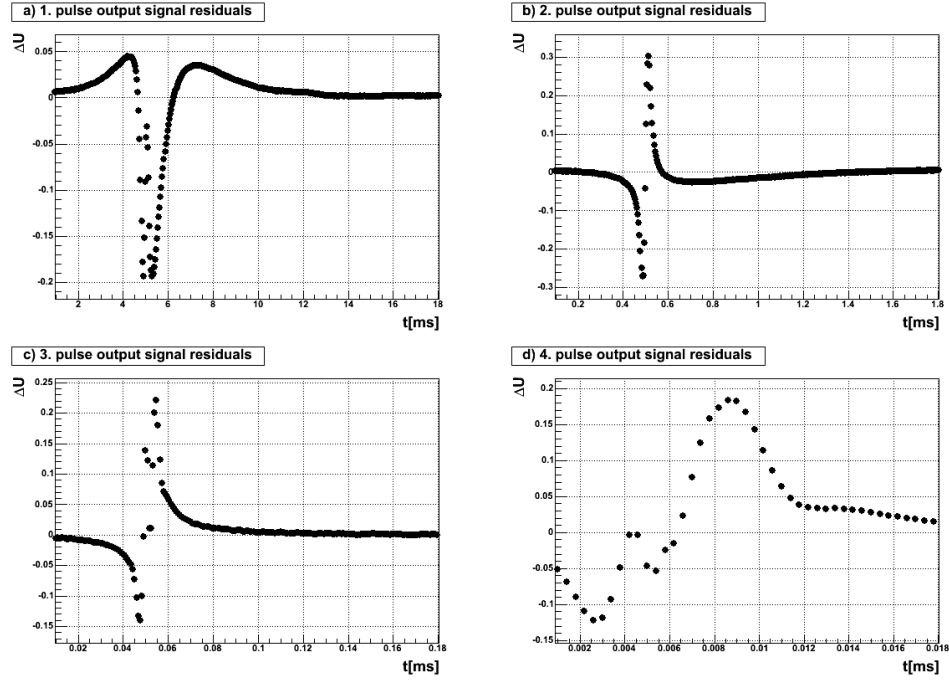 a) 1. pulse output signal residuals
ΔU
0.05
0
-0.05
-0.1
-0.15
-0.2
2 4 6 8 10 12 14 16 18
t[ms]
b) 2. pulse output signal residuals
ΔU
0.3
0.2
0.1
0
-0.1
-0.2
-0.3
0.2 0.4 0.6 0.8 1 1.2 1.4 1.6 1.8
t[ms]
c) 3. pulse output signal residuals
ΔU
0.25
0.2
0.15
0.1
0.05
0
-0.05
-0.1
-0.15
0.02 0.04 0.06 0.08 0.1 0.12 0.14 0.16 0.18
t[ms]
d) 4. pulse output signal residuals
ΔU
0.2
0.15
0.1
0.05
0
-0.05
-0.1
-0.15
0.002 0.004 0.006 0.008 0.01 0.012 0.014 0.016 0.018
t[ms]